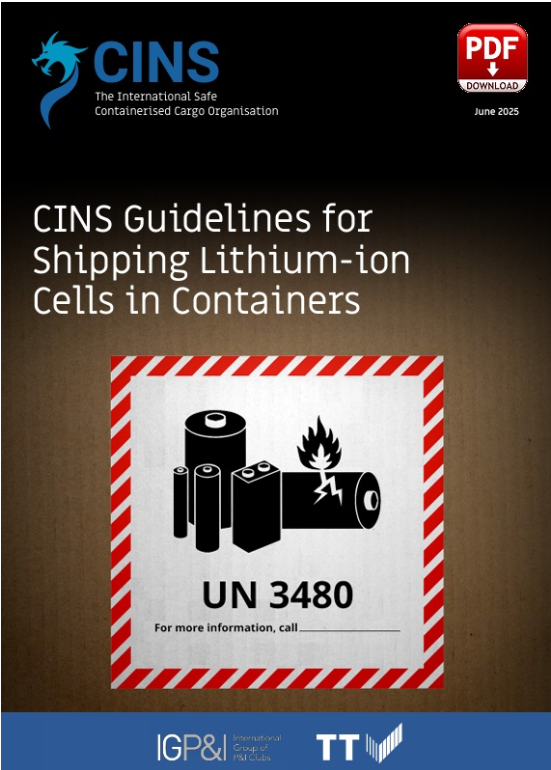 CINS
The International Safe
Containerised Cargo Organisation
PDF
DOWNLOAD
June 2025
CINS Guidelines for
Shipping Lithium-ion
Cells in Containers
UN 3480
For more information, call
IGP&I
International
Group of
P&I Clubs
TT